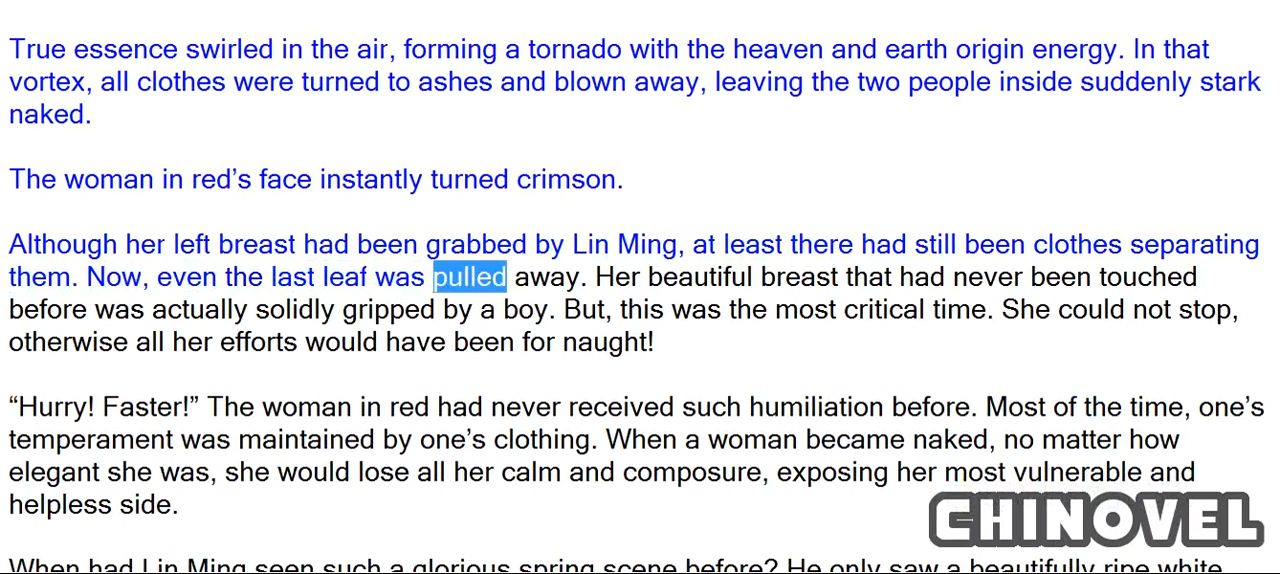 True essence swirled in the air, forming a tornado with the heaven and earth origin energy. In that
vortex, all clothes were turned to ashes and blown away, leaving the two people inside suddenly stark
naked.
The woman in red’s face instantly turned crimson.
Although her left breast had been grabbed by Lin Ming, at least there had still been clothes separating
them. Now, even the last leaf was pulled away. Her beautiful breast that had never been touched
before was actually solidly gripped by a boy. But, this was the most critical time. She could not stop,
otherwise all her efforts would have been for naught!
“Hurry! Faster!” The woman in red had never received such humiliation before. Most of the time, one’s
temperament was maintained by one’s clothing. When a woman became naked, no matter how
elegant she was, she would lose all her calm and composure, exposing her most vulnerable and
helpless side.
CHINOVEL
When had Lin Ming seen such a glorious spring scene before? He only saw a beautifully ripe white